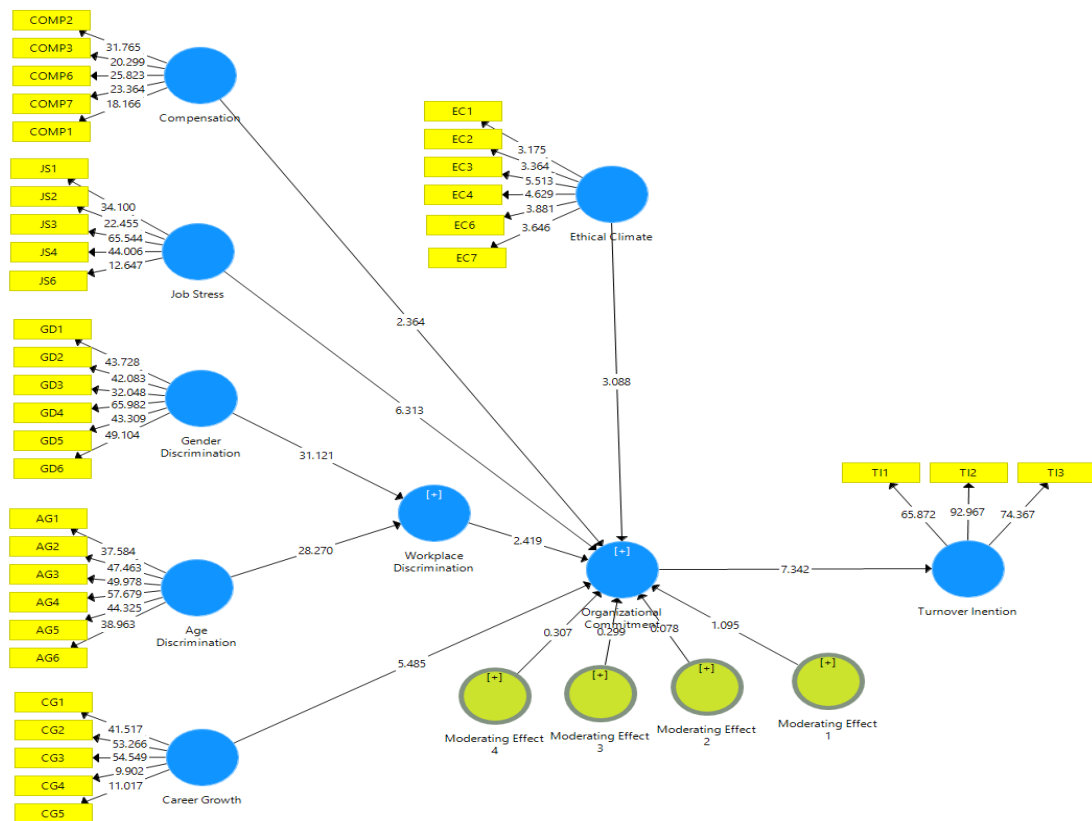 COMP2
COMP3
COMP6
COMP7
COMP1
31.765
20.299
25.823
23.364
18.166
Compensation
JS1
JS2
JS3
JS4
JS6
34.100
22.455
65.544
44.006
12.647
Job Stress
GD1
GD2
GD3
GD4
GD5
GD6
43.728
42.083
32.048
65.982
43.309
49.104
Gender
Discrimination
AG1
AG2
AG3
AG4
AG5
AG6
37.584
47.463
49.978
57.679
44.325
38.963
Age
Discrimination
CG1
CG2
CG3
CG4
CG5
41.517
53.266
54.549
9.902
11.017
Career Growth
EC1
EC2
EC3
EC4
EC6
EC7
3.175
3.364
5.513
4.629
3.881
3.646
Ethical Climate
2.364
3.088
6.313
31.121
28.270
[+]
Workplace
Discrimination
2.419
5.485
[+]
Organizational
Commitment
7.342
TI1
TI2
TI3
65.872
92.967
74.367
Turnover Inention
0.307
0.299
0.078
1.095
[+]
Moderating Effect
4
[+]
Moderating Effect
3
[+]
Moderating Effect
2
[+]
Moderating Effect
1